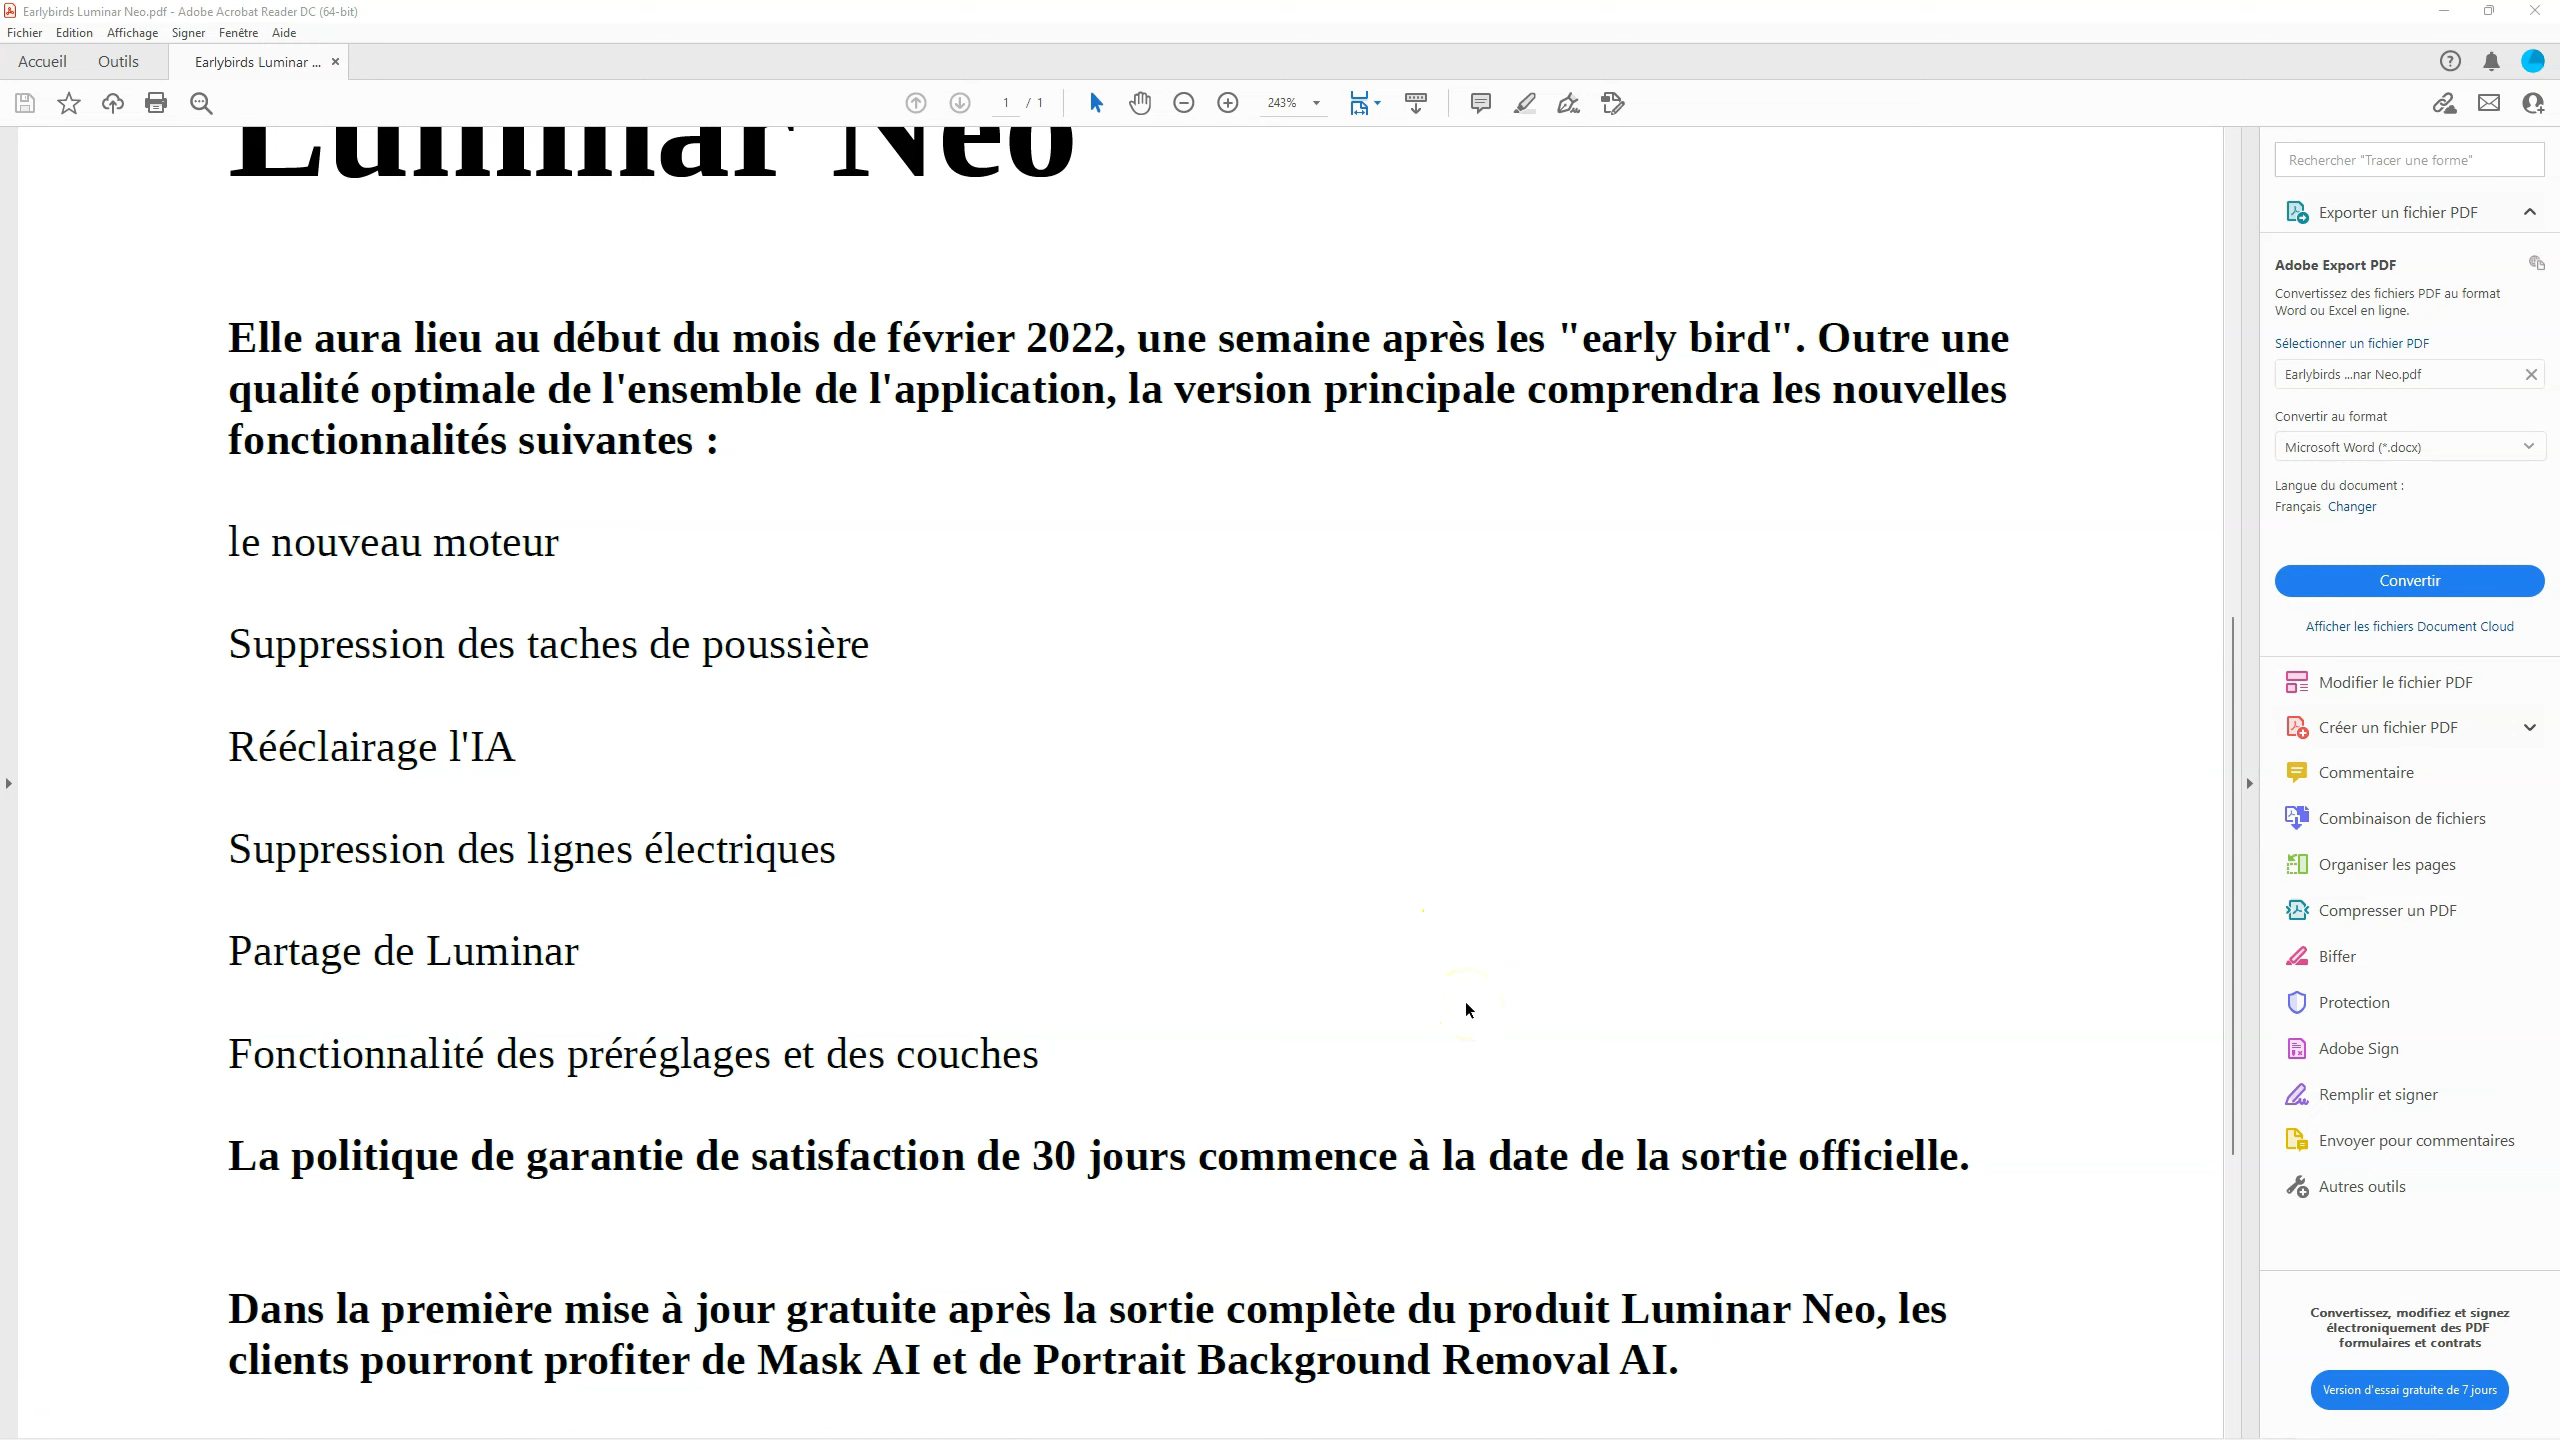 Earlybirds Luminar Neo.pdf - Adobe Acrobat Reader DC (64-bit)
Fichier Edition Affichage Signer Fenêtre Aide
Accueil Outils Earlybirds Luminar ... ×
1 / 1 243%
Luminar Neo
Elle aura lieu au début du mois de février 2022, une semaine après les "early bird". Outre une
qualité optimale de l'ensemble de l'application, la version principale comprendra les nouvelles
fonctionnalités suivantes :
le nouveau moteur
Suppression des taches de poussière
Rééclairage l'IA
Suppression des lignes électriques
Partage de Luminar
Fonctionnalité des préréglages et des couches
La politique de garantie de satisfaction de 30 jours commence à la date de la sortie officielle.
Dans la première mise à jour gratuite après la sortie complète du produit Luminar Neo, les
clients pourront profiter de Mask AI et de Portrait Background Removal AI.
Rechercher "Tracer une forme"
Exporter un fichier PDF
Adobe Export PDF
Convertissez des fichiers PDF au format
Word ou Excel en ligne.
Sélectionner un fichier PDF
Earlybirds ...nar Neo.pdf
Convertir au format
Microsoft Word (*.docx)
Langue du document :
Français Changer
Convertir
Afficher les fichiers Document Cloud
Modifier le fichier PDF
Créer un fichier PDF
Commentaire
Combinaison de fichiers
Organiser les pages
Compresser un PDF
Biffer
Protection
Adobe Sign
Remplir et signer
Envoyer pour commentaires
Autres outils
Convertissez, modifiez et signez
électroniquement des PDF
formulaires et contrats
Version d'essai gratuite de 7 jours